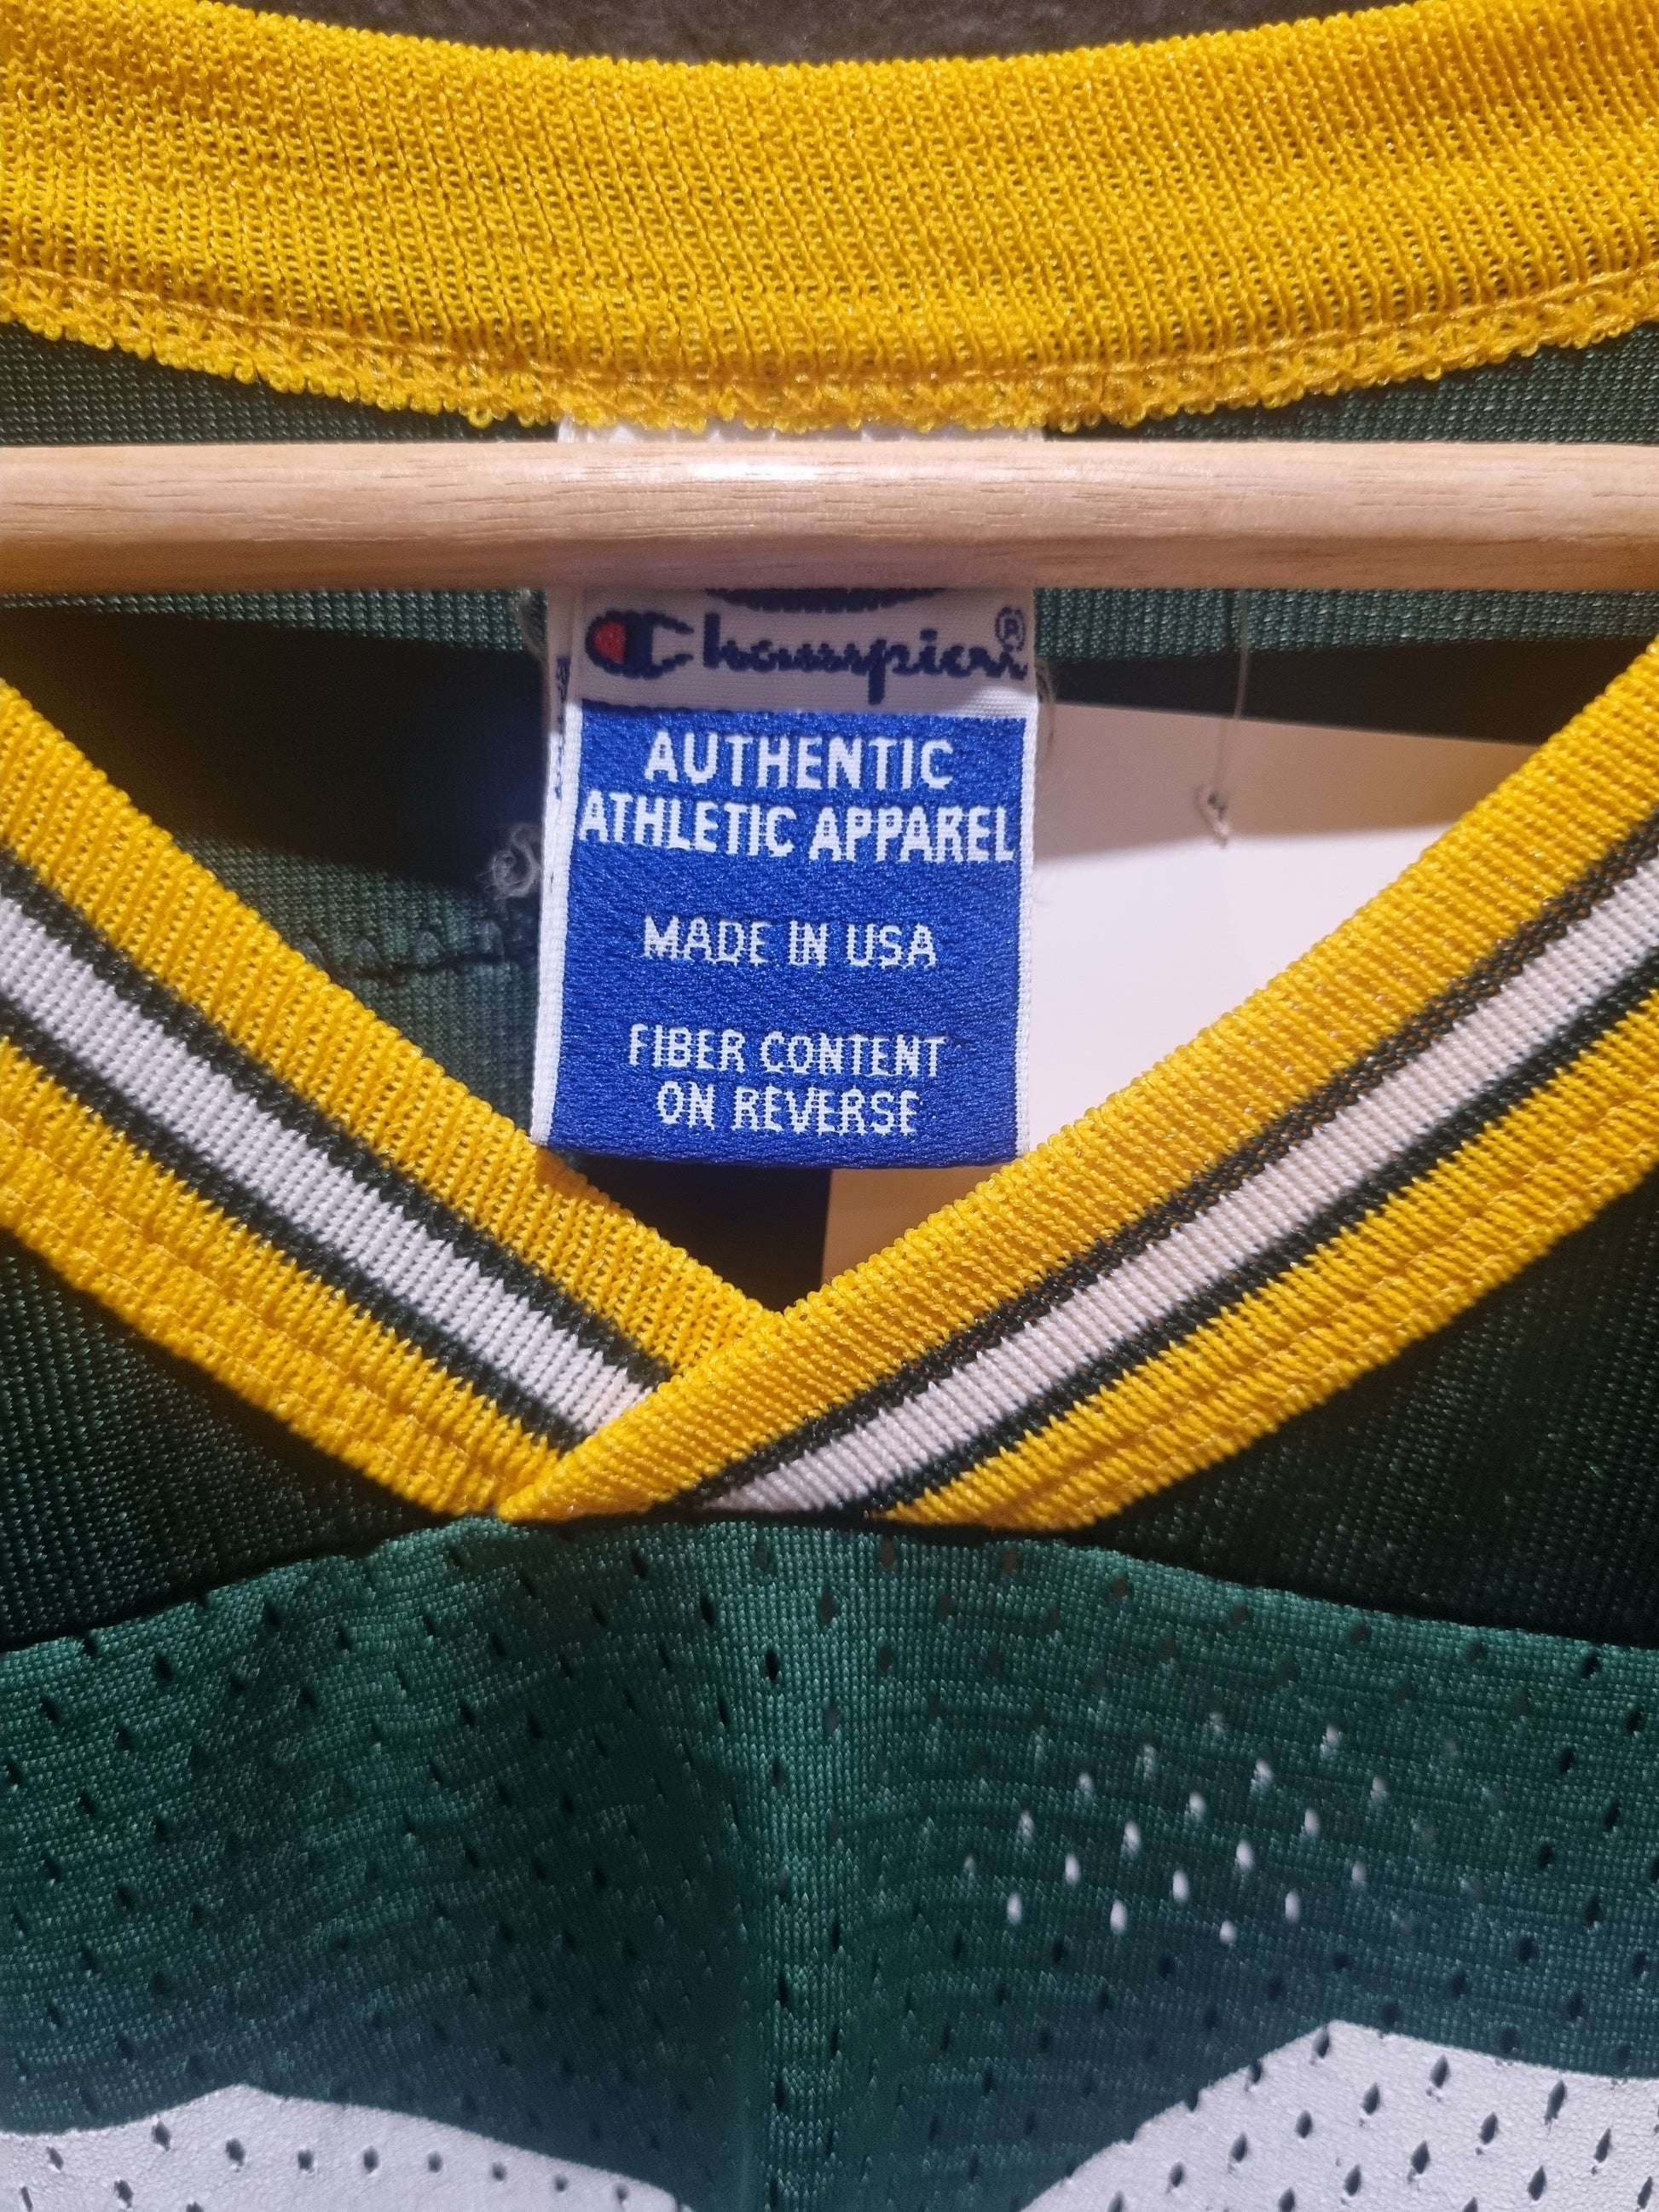 Champion®
AUTHENTIC
ATHLETIC APPAREL
MADE IN USA
FIBER CONTENT
ON REVERSE